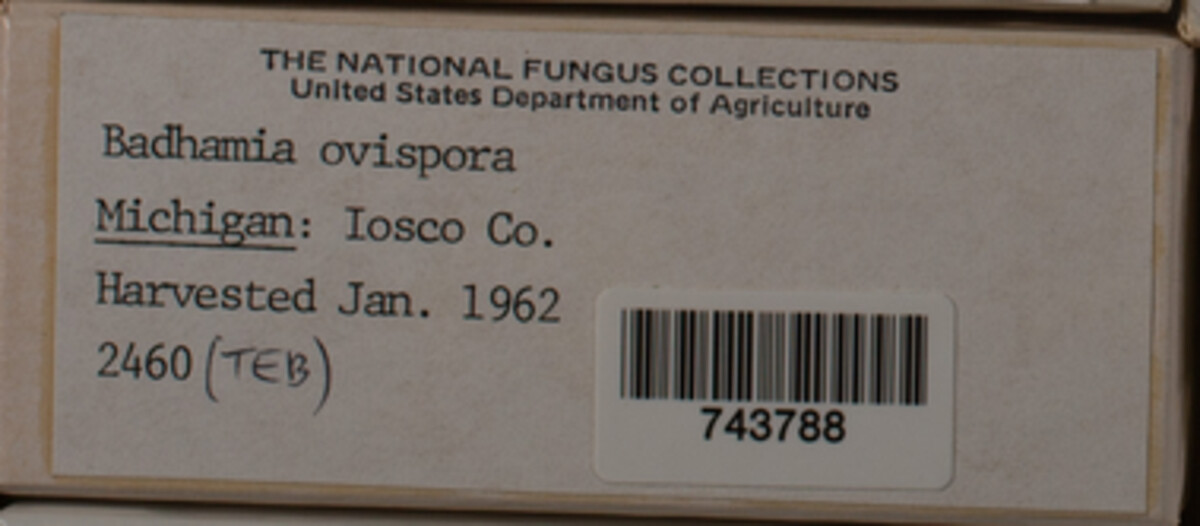 THE NATIONAL FUNGUS COLLECTIONS
United States Department of Agriculture
Badhamia ovispora
Michigan: Iosco Co.
Harvested Jan. 1962
2460 (TEB)
743788